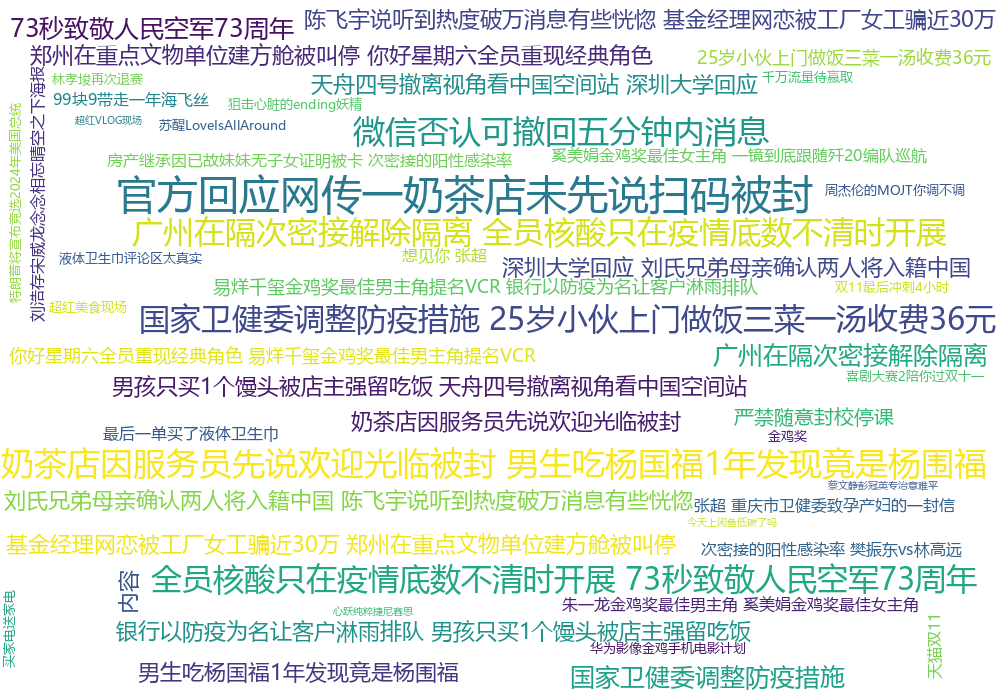 73秒致敬人民空军73周年
陈飞宇说听到热度破万消息有些恍惚 基金经理网恋被工厂女工骗近30万
郑州在重点文物单位建方舱被叫停 你好星期六全员重现经典角色
25岁小伙上门做饭三菜一汤收费36元
林孝埈再次退赛
天舟四号撤离视角看中国空间站 深圳大学回应
千万流量待赢取
99块9带走一年海飞丝
狙击心脏的ending妖精
超红VLOG现场
苏醒LoveIsAllAround
微信否认可撤回五分钟内消息
特朗普将宣布竞选2024年美国总统
刘浩存宋威龙念念相忘晴空之下海报
房产继承因已故妹妹无子女证明被卡 次密接的阳性感染率
奚美娟金鸡奖最佳女主角 一镜到底跟随歼20编队巡航
官方回应网传一奶茶店未先说扫码被封
周杰伦的MOJT你调不调
广州在隔次密接解除隔离 全员核酸只在疫情底数不清时开展
液体卫生巾评论区太真实
想见你 张超
深圳大学回应 刘氏兄弟母亲确认两人将入籍中国
易烊千玺金鸡奖最佳男主角提名VCR 银行以防疫为名让客户淋雨排队
双11最后冲刺4小时
超红美食现场
国家卫健委调整防疫措施 25岁小伙上门做饭三菜一汤收费36元
你好星期六全员重现经典角色 易烊千玺金鸡奖最佳男主角提名VCR
广州在隔次密接解除隔离
喜剧大赛2陪你过双十一
男孩只买1个馒头被店主强留吃饭 天舟四号撤离视角看中国空间站
奶茶店因服务员先说欢迎光临被封
严禁随意封校停课
最后一单买了液体卫生巾
金鸡奖
奶茶店因服务员先说欢迎光临被封 男生吃杨国福1年发现竟是杨围福
蔡文静彭冠英专治意难平
刘氏兄弟母亲确认两人将入籍中国 陈飞宇说听到热度破万消息有些恍惚
张超 重庆市卫健委致孕产妇的一封信
今天上闲鱼低碳了吗
基金经理网恋被工厂女工骗近30万 郑州在重点文物单位建方舱被叫停
次密接的阳性感染率 樊振东vs林高远
全员核酸只在疫情底数不清时开展 73秒致敬人民空军73周年
内容
买家电送家电
心跃纯粹捷尼赛思
朱一龙金鸡奖最佳男主角 奚美娟金鸡奖最佳女主角
银行以防疫为名让客户淋雨排队 男孩只买1个馒头被店主强留吃饭
天猫双11
华为影像金鸡手机电影计划
男生吃杨国福1年发现竟是杨围福
国家卫健委调整防疫措施